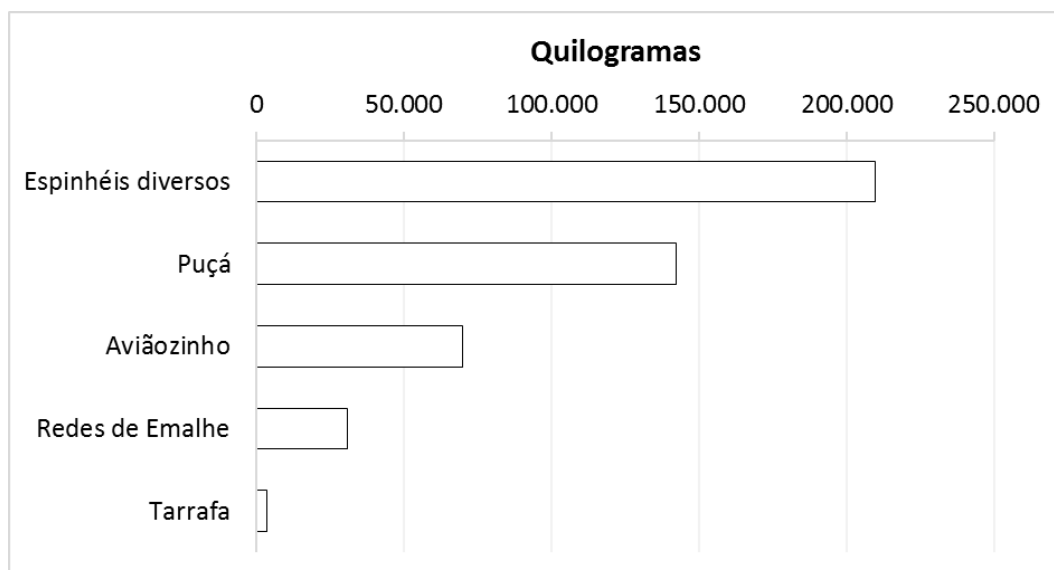 Quilogramas
0 50.000 100.000 150.000 200.000 250.000
Espinhéis diversos
Puçá
Aviãozinho
Redes de Emalhe
Tarrafa